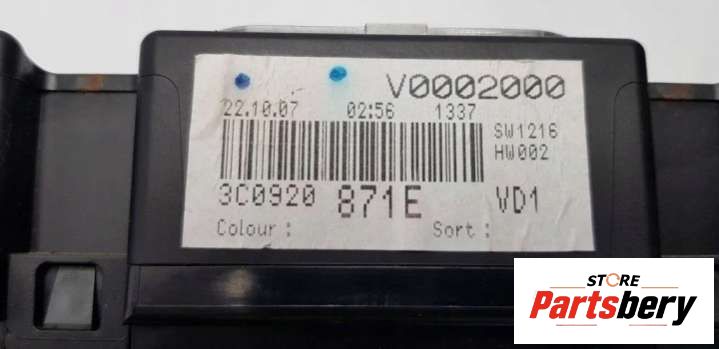 V0002000
22.10.07 02:56 1337
SW1216
HW002
3C0920 871E VD1
Colour : Sort :
STORE
Partsbery